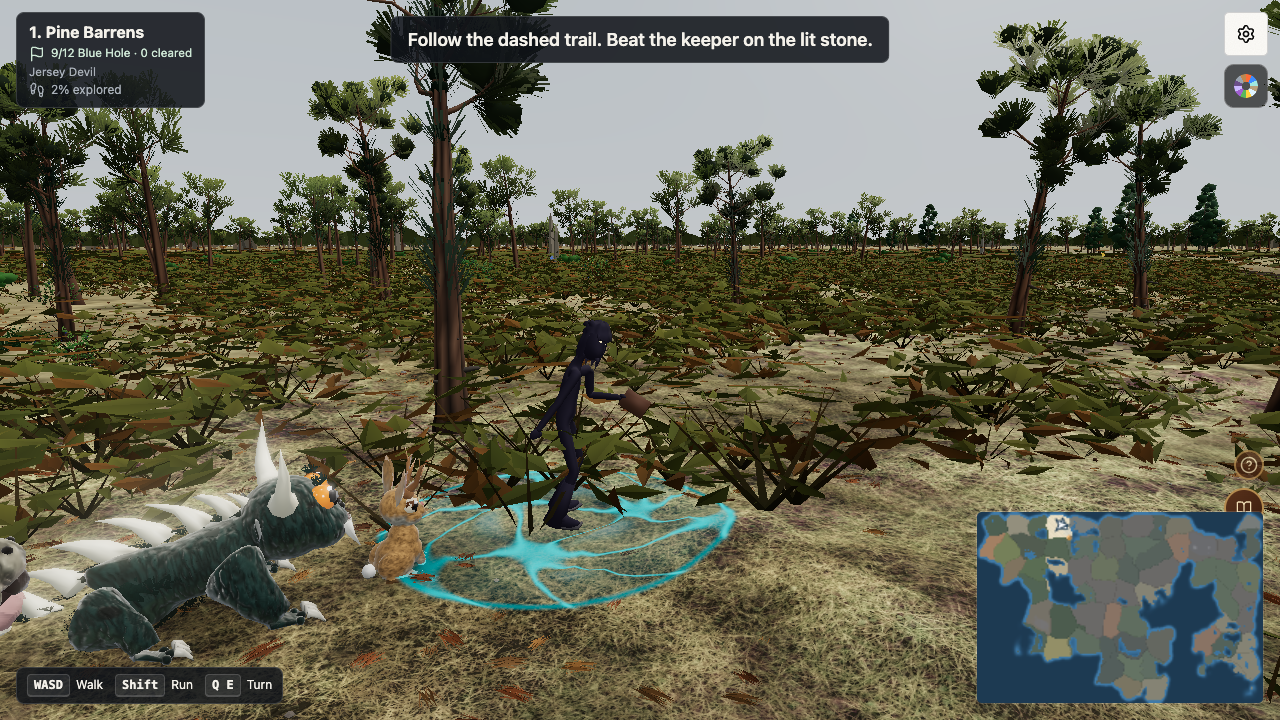 1. Pine Barrens
9/12 Blue Hole · 0 cleared
Jersey Devil
2% explored
Follow the dashed trail. Beat the keeper on the lit stone.
WASD Walk Shift Run Q E Turn